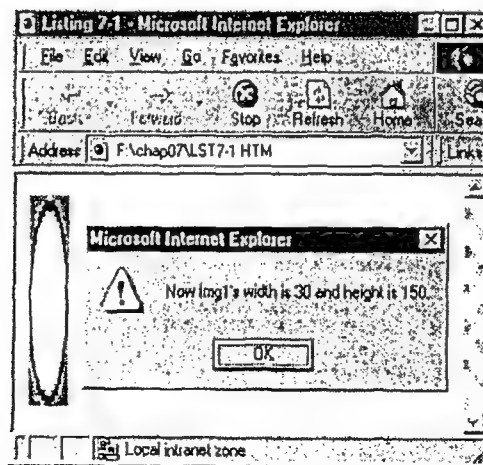 Listing 7-1 - Microsoft Internet Explorer
File Edit View Go Favorites Help
Back Forward Stop Refresh Home Sea
Address F:\chap07\LST7-1 HTM Links
Microsoft Internet Explorer
Now Img1's width is 30 and height is 150.
OK
Local intranet zone